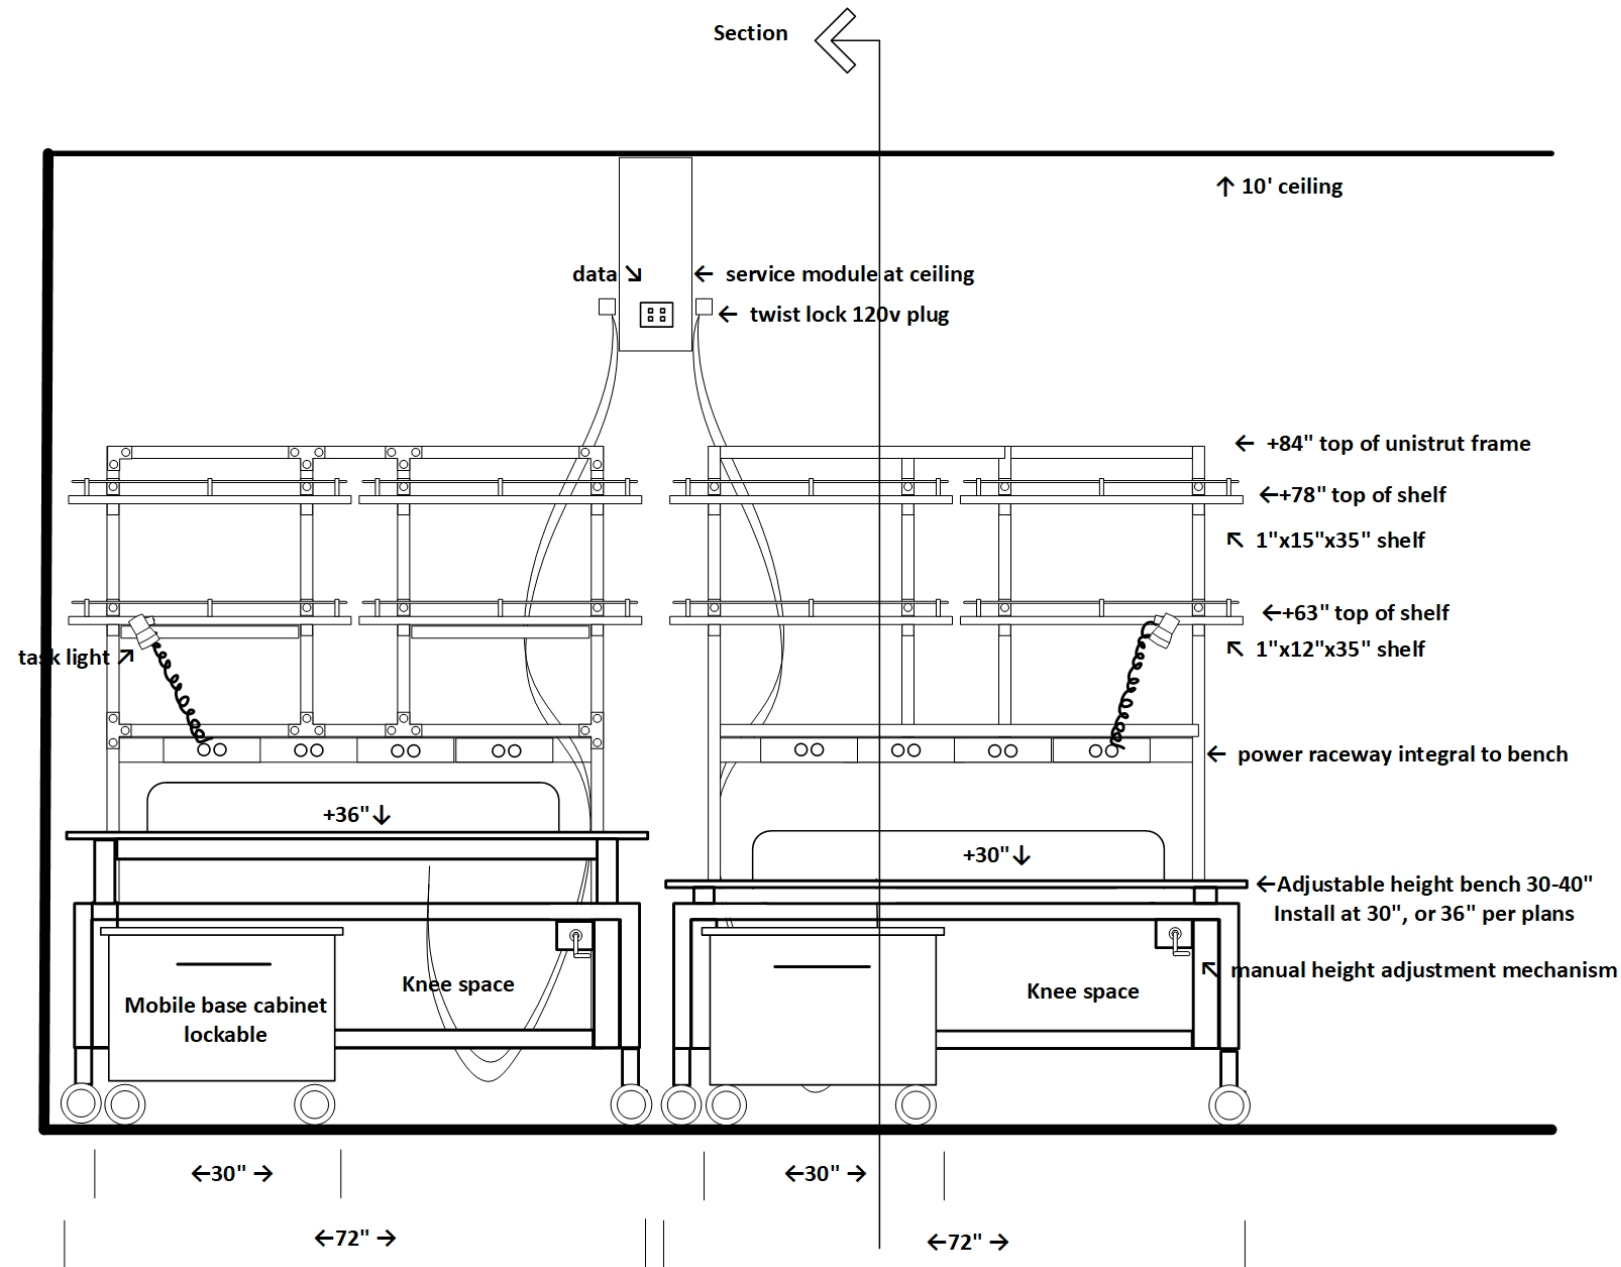 Section
↑ 10' ceiling
data ↘
← service module at ceiling
← twist lock 120v plug
← +84" top of unistrut frame
←+78" top of shelf
↖ 1"x15"x35" shelf
←+63" top of shelf
↖ 1"x12"x35" shelf
task light ↗
← power raceway integral to bench
+36"↓
+30"↓
←Adjustable height bench 30-40"
Install at 30", or 36" per plans
↖ manual height adjustment mechanism
Knee space
Knee space
Mobile base cabinet
lockable
←30" →
←30" →
←72" →
←72" →